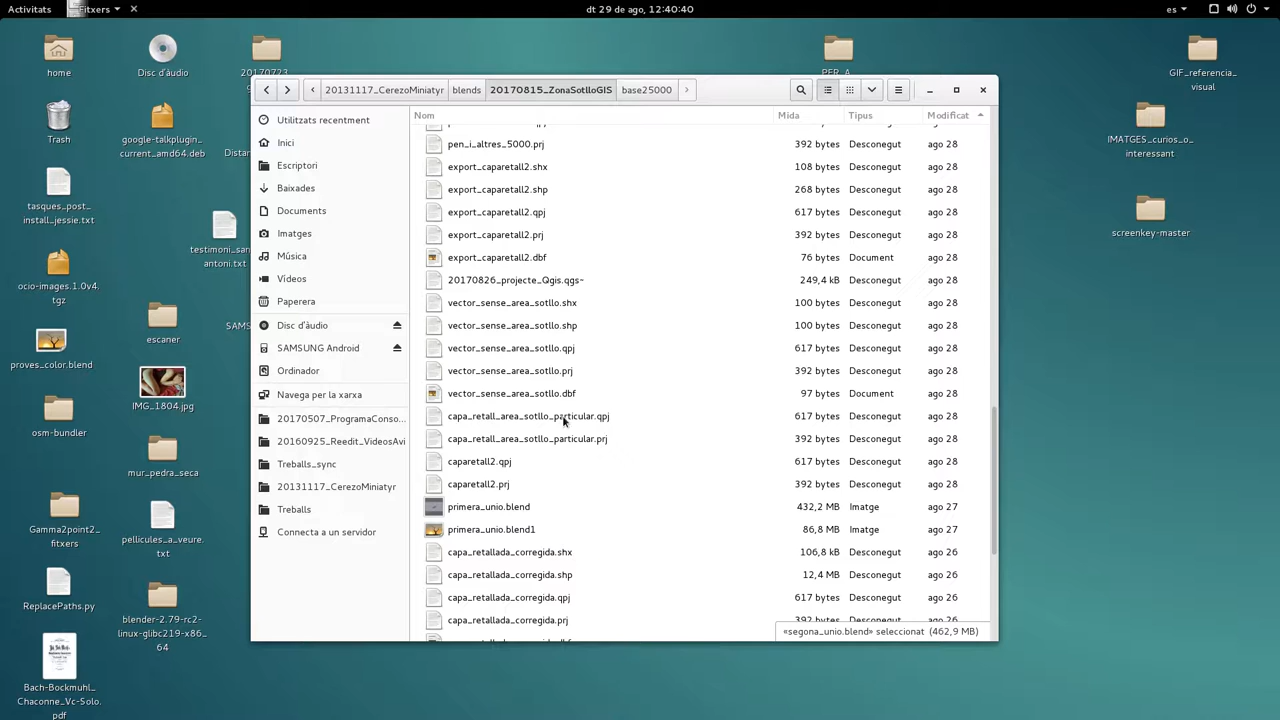 Activitats
Fitxers
dt 29 de ago, 12:40:40
es
home
Disc d'àudio
20170723
google-talkplugin_
current_amd64.deb
Trash
Distan
tasques_post_
install_jessie.txt
testimoni_san
antoni.txt
ocio-images.1.0v4.
tgz
SAMS
escaner
proves_color.blend
IMG_1804.jpg
osm-bundler
mur_pedra_seca
Gamma2point2_
fitxers
pellicules_a_veure.
txt
ReplacePaths.py
blender-2.79-rc2-
linux-glibc219-x86_
64
Bach-Bockmuhl_
Chaconne_Vc-Solo.
pdf
PER_A
GIF_referencia_
visual
IMATGES_curios_o_
interessant
screenkey-master
20131117_CerezoMiniatyr
blends
20170815_ZonaSotlloGIS
base25000
Utilitzats recentment
Inici
Escriptori
Baixades
Documents
Imatges
Música
Vídeos
Paperera
Disc d'àudio
SAMSUNG Android
Ordinador
Navega per la xarxa
20170507_ProgramaConso...
20160925_Reedit_VideosAvi
Treballs_sync
20131117_CerezoMiniatyr
Treballs
Connecta a un servidor
Nom Mida Tipus Modificat
pen_i_altres_5000.prj 392 bytes Desconegut ago 28
export_caparetall2.shx 108 bytes Desconegut ago 28
export_caparetall2.shp 268 bytes Desconegut ago 28
export_caparetall2.qpj 617 bytes Desconegut ago 28
export_caparetall2.prj 392 bytes Desconegut ago 28
export_caparetall2.dbf 76 bytes Document ago 28
20170826_projecte_Qgis.qgs~ 249,4 kB Desconegut ago 28
vector_sense_area_sotllo.shx 100 bytes Desconegut ago 28
vector_sense_area_sotllo.shp 100 bytes Desconegut ago 28
vector_sense_area_sotllo.qpj 617 bytes Desconegut ago 28
vector_sense_area_sotllo.prj 392 bytes Desconegut ago 28
vector_sense_area_sotllo.dbf 97 bytes Document ago 28
capa_retall_area_sotllo_particular.qpj 617 bytes Desconegut ago 28
capa_retall_area_sotllo_particular.prj 392 bytes Desconegut ago 28
caparetall2.qpj 617 bytes Desconegut ago 28
caparetall2.prj 392 bytes Desconegut ago 28
primera_unio.blend 432,2 MB Imatge ago 27
primera_unio.blend1 86,8 MB Imatge ago 27
capa_retallada_corregida.shx 106,8 kB Desconegut ago 26
capa_retallada_corregida.shp 12,4 MB Desconegut ago 26
capa_retallada_corregida.qpj 617 bytes Desconegut ago 26
capa_retallada_corregida.prj 392 bytes Desconegut ago 26
«segona_unio.blend» seleccionat (462,9 MB)